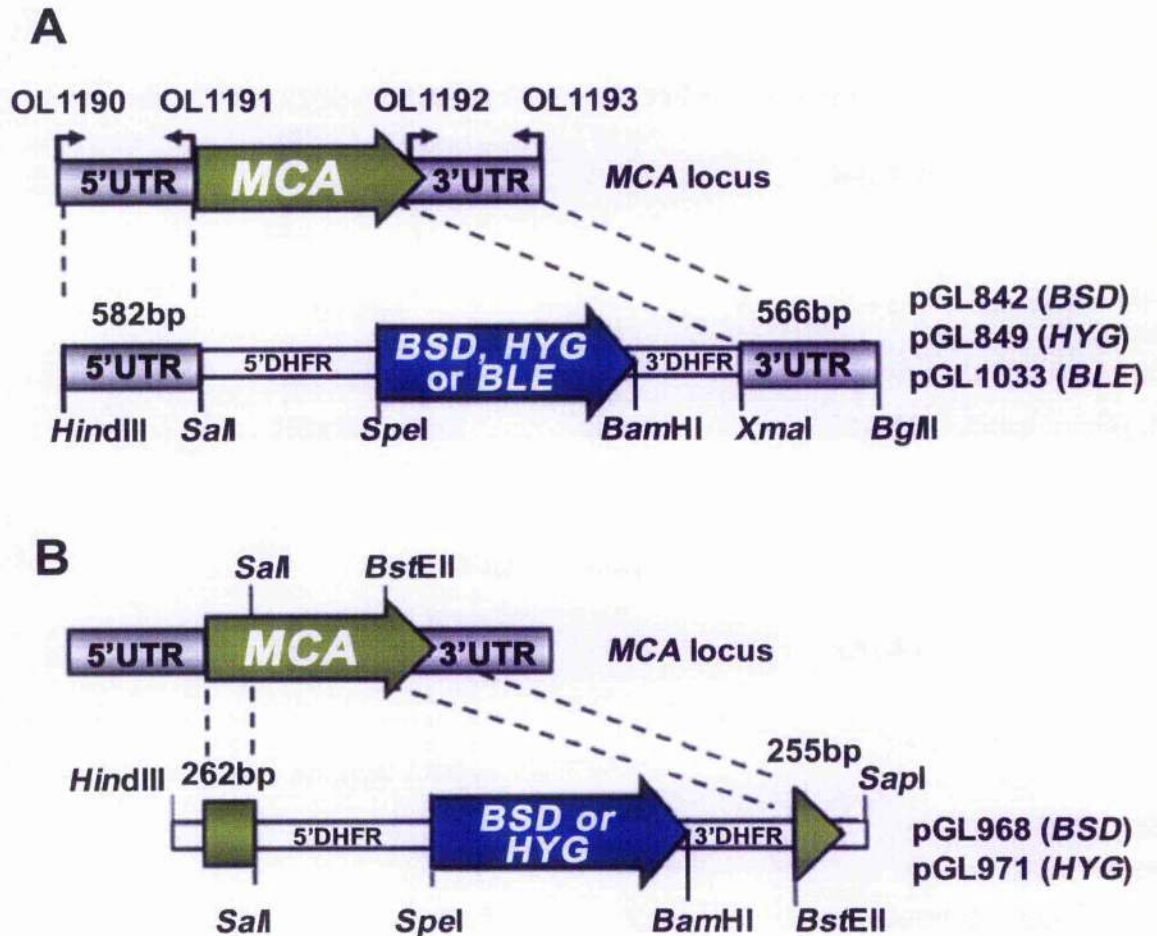 A
OL1190 OL1191 OL1192 OL1193
5'UTR MCA 3'UTR MCA locus
582bp 566bp
pGL842 (BSD)
pGL849 (HYG)
pGL1033 (BLE)
5'UTR 5'DHFR BSD, HYG or BLE 3'DHFR 3'UTR
HindIII SalI SpeI BamHI XmaI BglII
B
SalI BstEII
5'UTR MCA 3'UTR MCA locus
HindIII 262bp 255bp SapI
5'DHFR BSD or HYG 3'DHFR
pGL968 (BSD)
pGL971 (HYG)
SalI SpeI BamHI BstEII